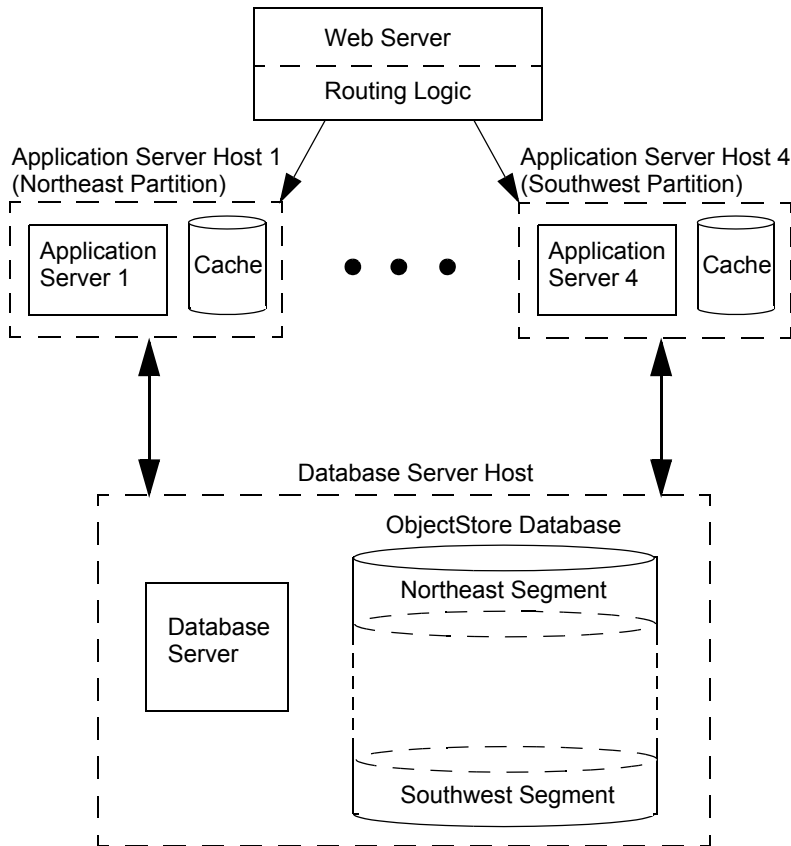 Web Server
Routing Logic
Application Server Host 1
(Northeast Partition)
Application Server Host 4
(Southwest Partition)
Application
Server 1
Cache
Application
Server 4
Cache
Database Server Host
ObjectStore Database
Northeast Segment
Database
Server
Southwest Segment